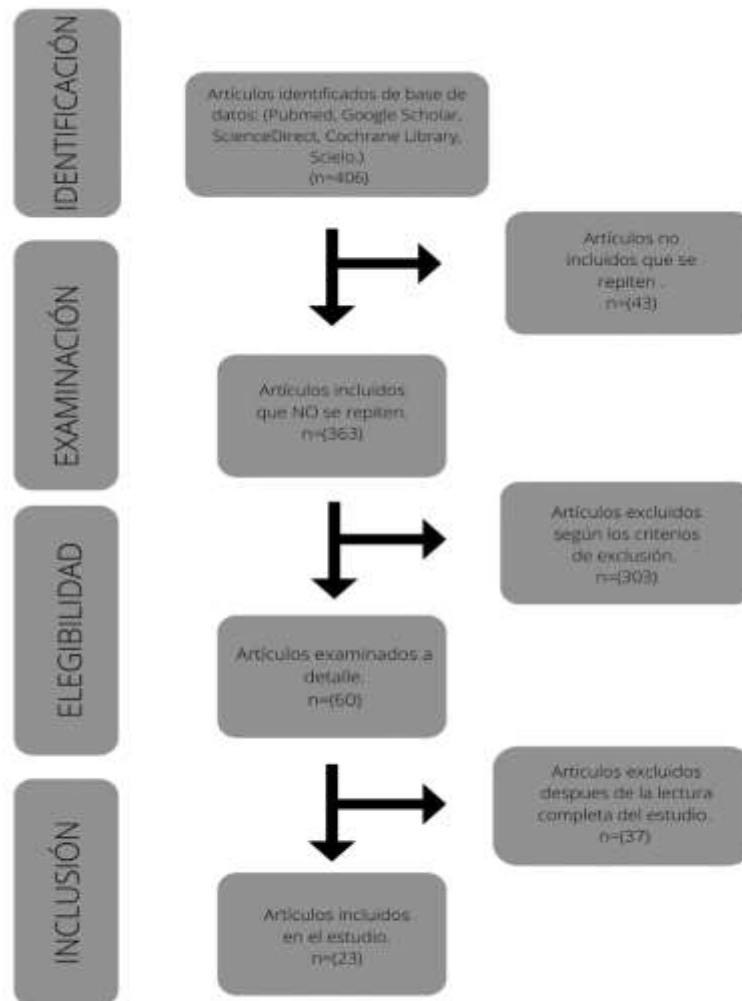 IDENTIFICACIÓN
Artículos identificados de base de
datos: (Pubmed, Google Scholar,
ScienceDirect, Cochrane Library,
Scielo.)
(n=406)
Artículos no
incluidos que se
repiten .
n=(43)
EXAMINACIÓN
Artículos incluidos
que NO se repiten.
n=(363)
Artículos excluidos
según los criterios
de exclusión.
n=(303)
ELEGIBILIDAD
Artículos examinados a
detalle.
n=(60)
Artículos excluidos
despues de la lectura
completa del estudio.
n=(37)
INCLUSIÓN
Artículos incluidos
en el estudio.
n=(23)